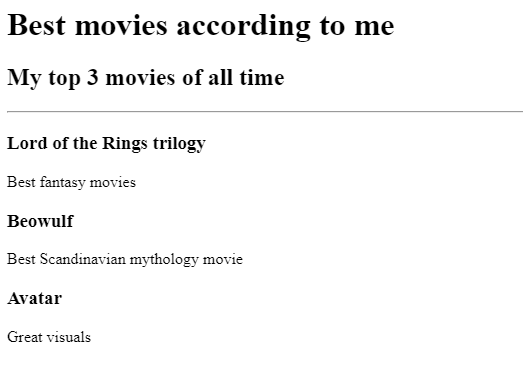 Best movies according to me
My top 3 movies of all time
Lord of the Rings trilogy
Best fantasy movies
Beowulf
Best Scandinavian mythology movie
Avatar
Great visuals